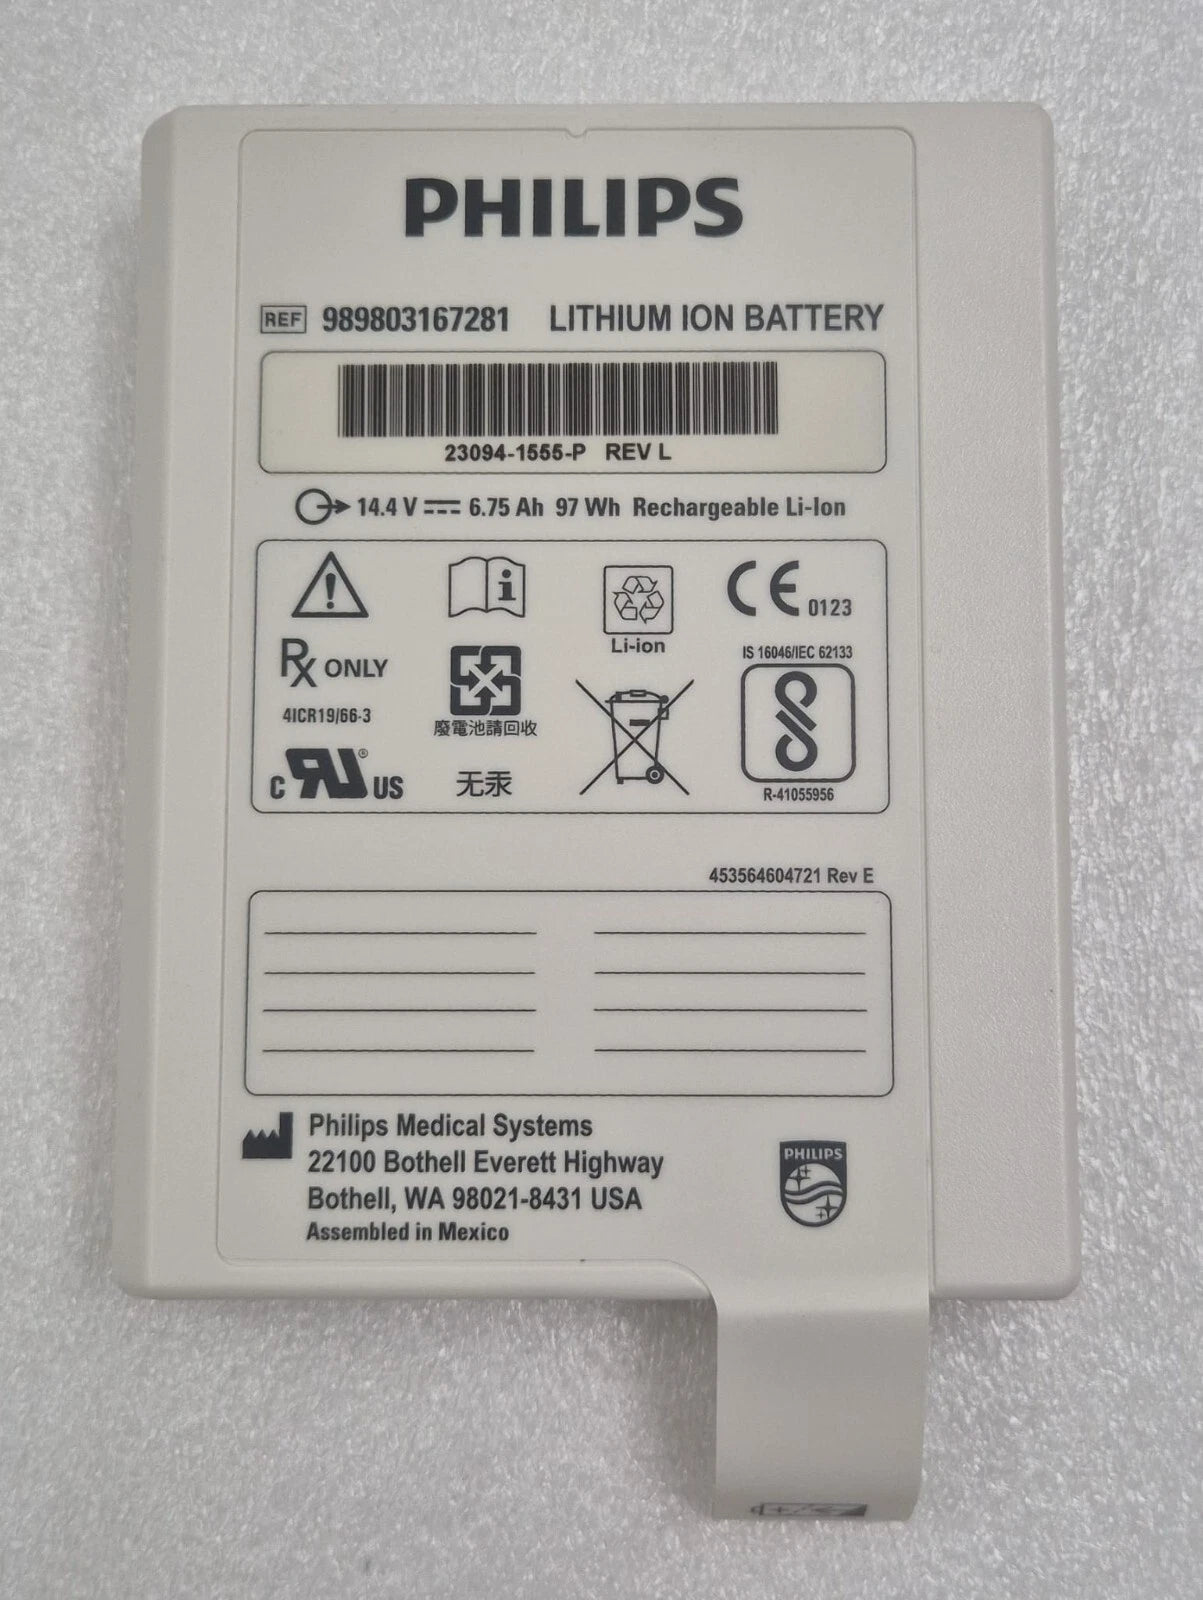 PHILIPS
REF 989803167281 LITHIUM ION BATTERY
23094-1555-P REV L
14.4 V 6.75 Ah 97 Wh Rechargeable Li-Ion
CE 0123
Li-ion
IS 16046/IEC 62133
Rx ONLY
4ICR19/66-3
廢電池請回收
R-41055956
C RU ® US
无汞
453564604721 Rev E
Philips Medical Systems
22100 Bothell Everett Highway
Bothell, WA 98021-8431 USA
Assembled in Mexico
PHILIPS